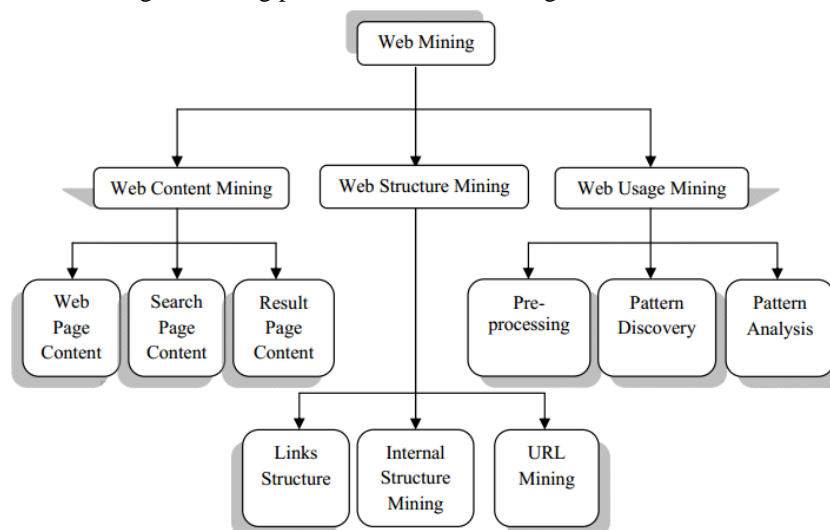 Web Mining
Web Content Mining
Web Structure Mining
Web Usage Mining
Web
Page
Content
Search
Page
Content
Result
Page
Content
Pre-
processing
Pattern
Discovery
Pattern
Analysis
Links
Structure
Internal
Structure
Mining
URL
Mining